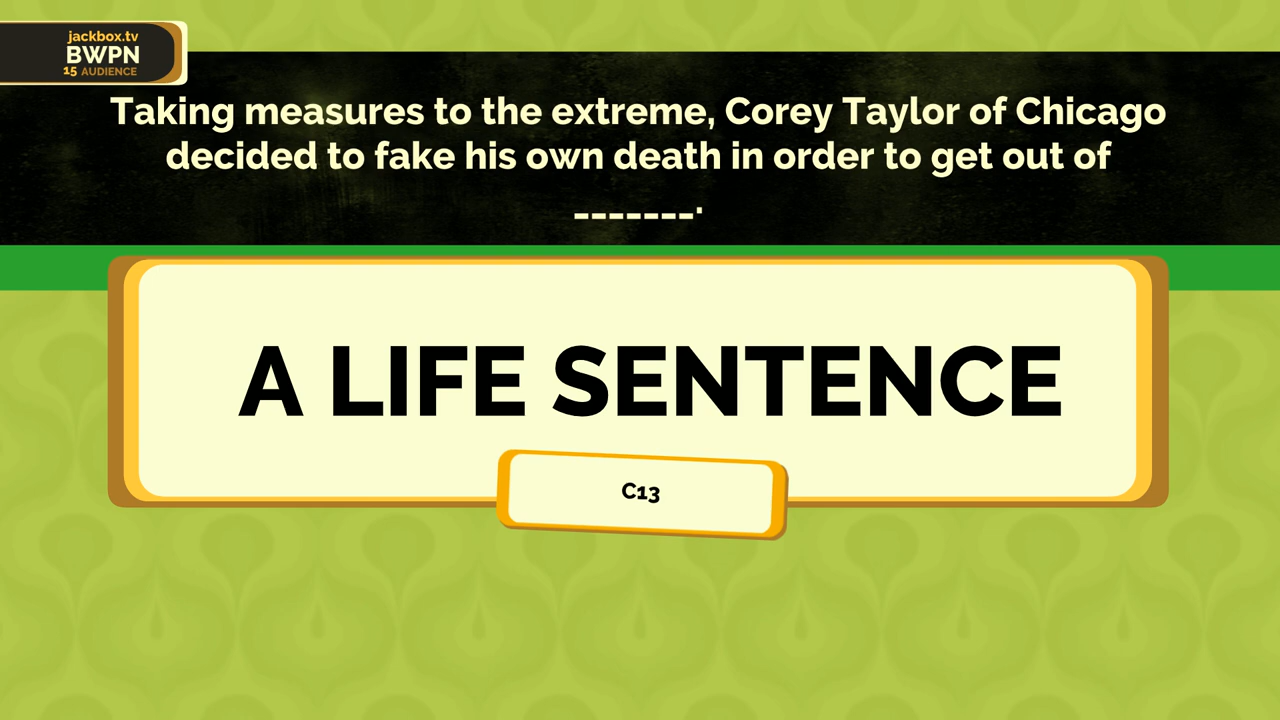 jackbox.tv
BWPN
15 AUDIENCE
Taking measures to the extreme, Corey Taylor of Chicago
decided to fake his own death in order to get out of
_______.
A LIFE SENTENCE
C13